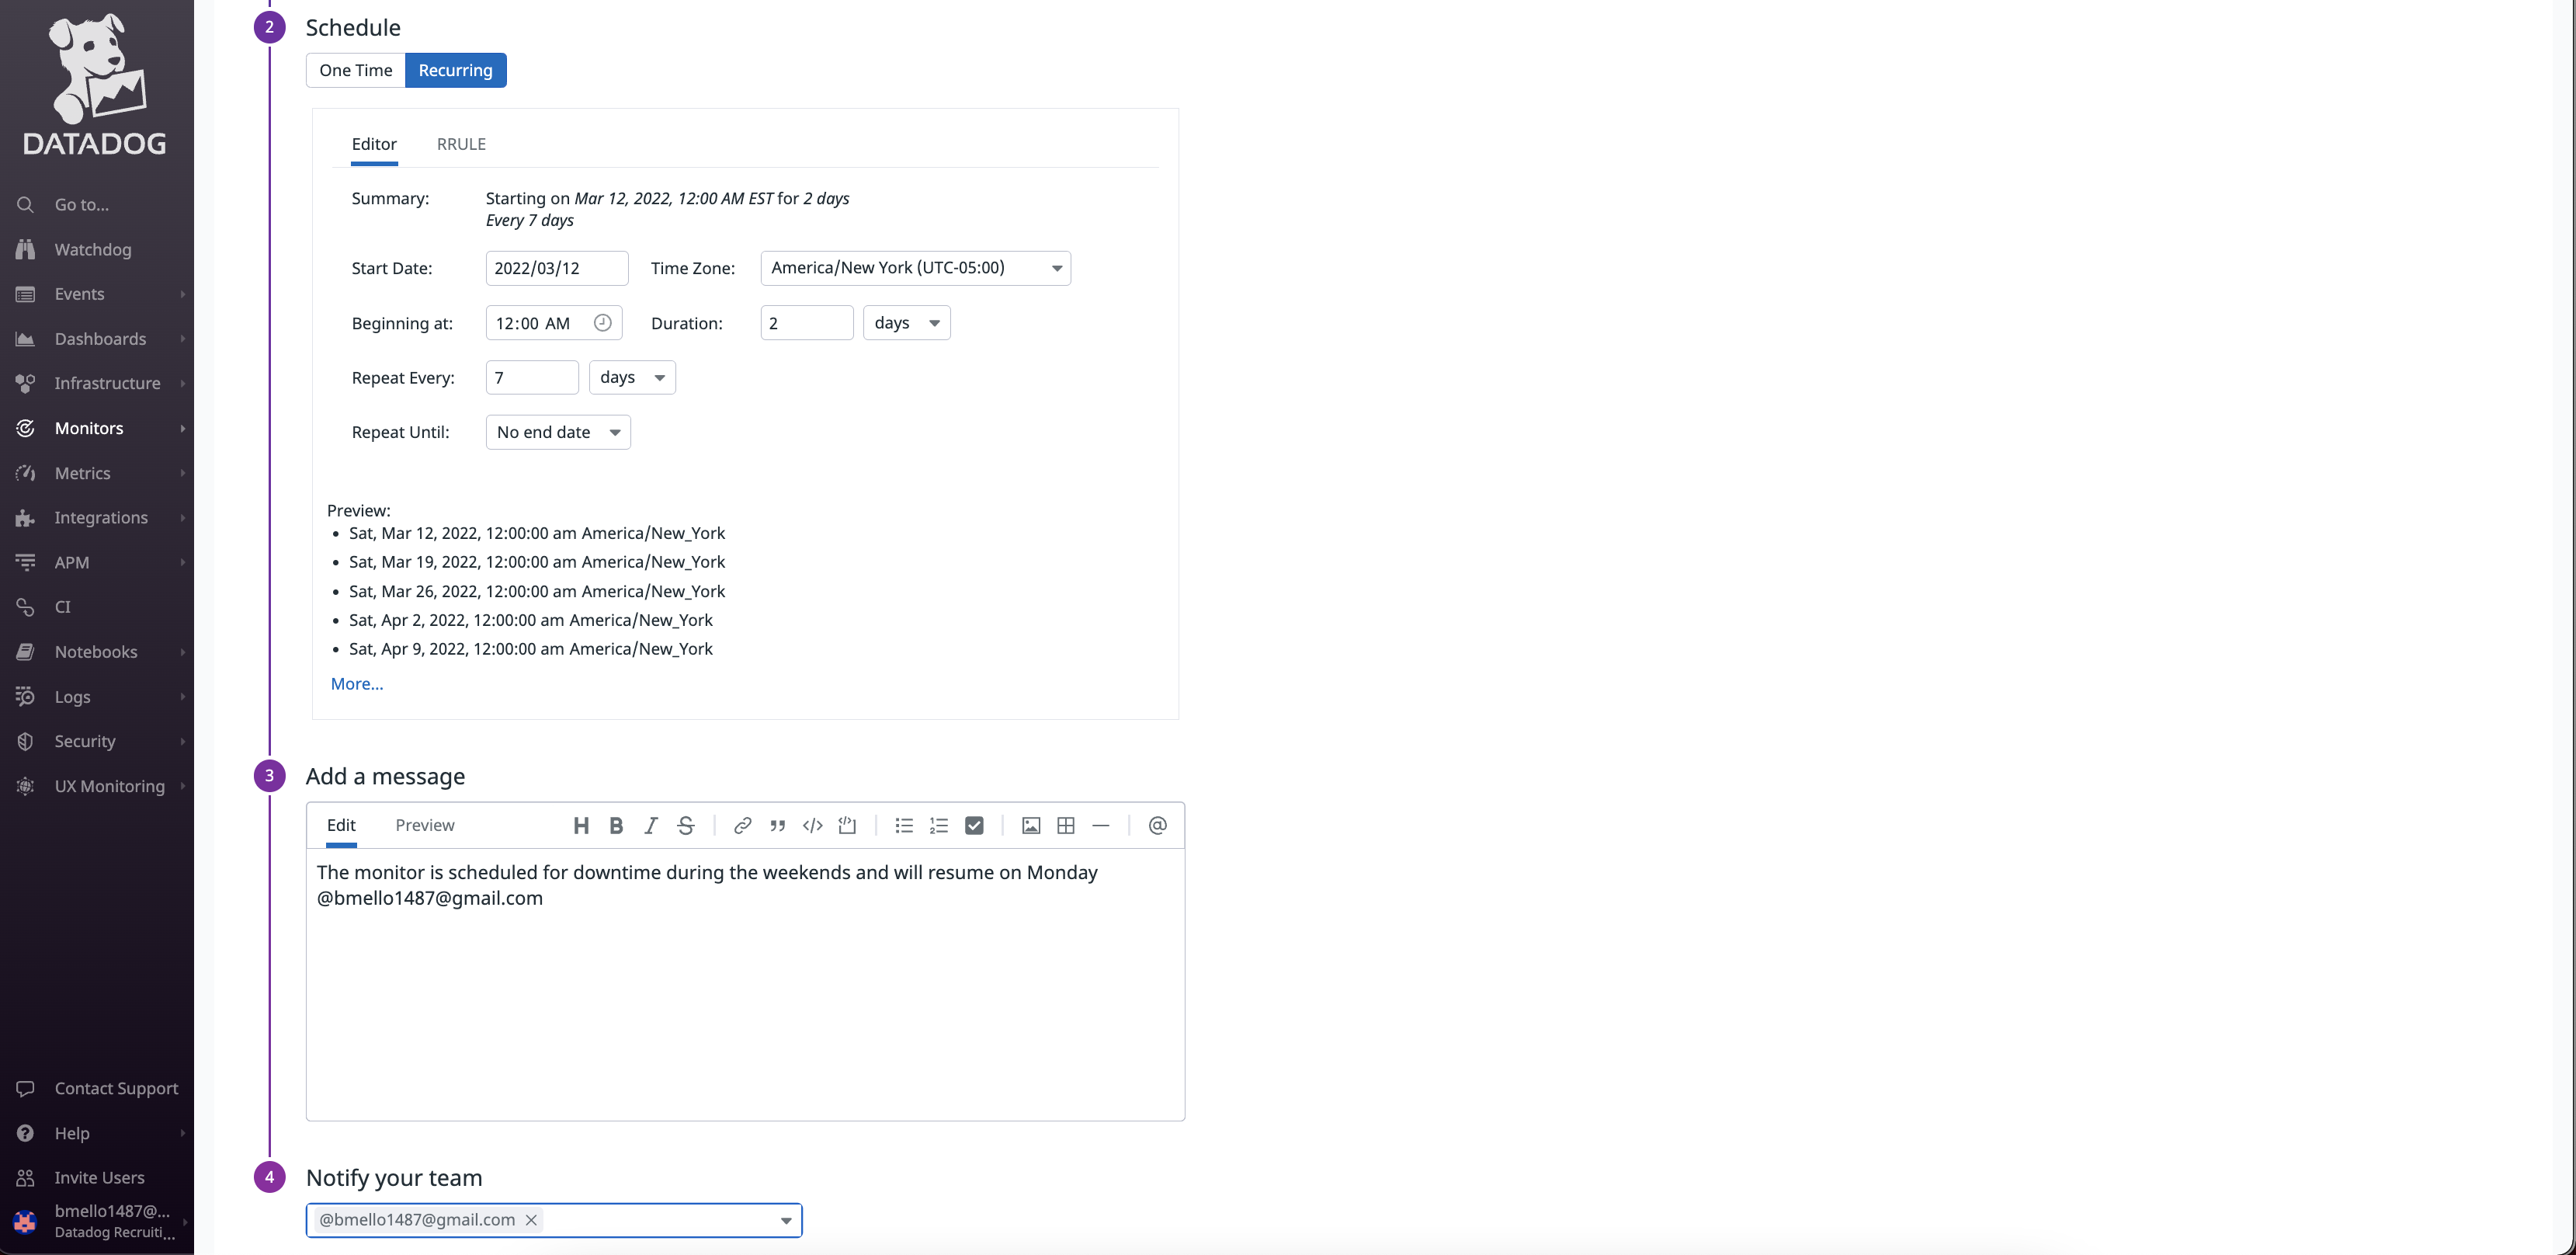 DATADOG
Go to...
Watchdog
Events
Dashboards
Infrastructure
Monitors
Metrics
Integrations
APM
CI
Notebooks
Logs
Security
UX Monitoring
Contact Support
Help
Invite Users
bmello1487@...
Datadog Recruiti...
2 Schedule
One Time Recurring
Editor RRULE
Summary: Starting on Mar 12, 2022, 12:00 AM EST for 2 days
Every 7 days
Start Date: 2022/03/12 Time Zone: America/New York (UTC-05:00)
Beginning at: 12:00 AM Duration: 2 days
Repeat Every: 7 days
Repeat Until: No end date
Preview:
• Sat, Mar 12, 2022, 12:00:00 am America/New_York
• Sat, Mar 19, 2022, 12:00:00 am America/New_York
• Sat, Mar 26, 2022, 12:00:00 am America/New_York
• Sat, Apr 2, 2022, 12:00:00 am America/New_York
• Sat, Apr 9, 2022, 12:00:00 am America/New_York
More...
3 Add a message
Edit Preview H B I S @
The monitor is scheduled for downtime during the weekends and will resume on Monday
@bmello1487@gmail.com
4 Notify your team
@bmello1487@gmail.com